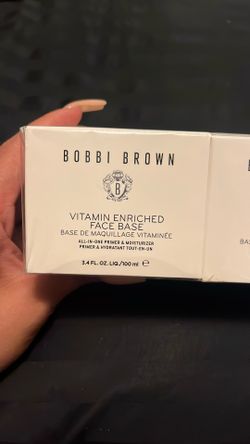 BOBBI BROWN
B
VITAMIN ENRICHED
FACE BASE
BASE DE MAQUILLAGE VITAMINÉE
ALL-IN-ONE PRIMER & MOISTURIZER
PRIMER & HYDRATANT TOUT-EN-UN
3.4 FL. OZ. LIQ./100 ml ℮